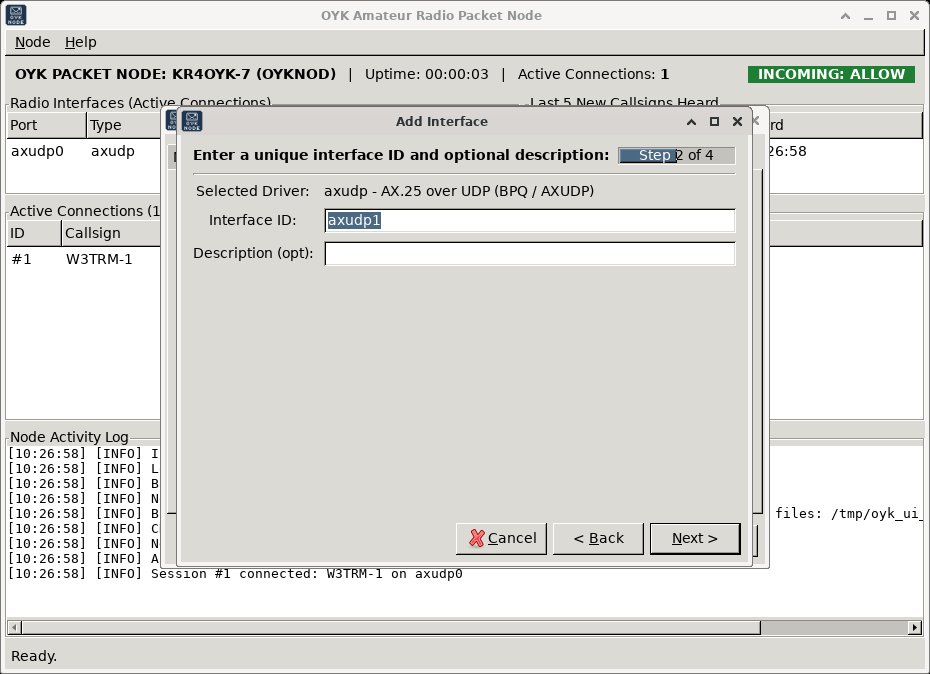 OYK Amateur Radio Packet Node
Node Help
OYK PACKET NODE: KR4OYK-7 (OYKNOD) | Uptime: 00:00:03 | Active Connections: 1 INCOMING: ALLOW
Radio Interfaces (Active Connections) Last 5 New Callsigns Heard
Port Type
axudp0 axudp
Active Connections (1
ID Callsign
#1 W3TRM-1
Add Interface
Enter a unique interface ID and optional description: Step 2 of 4
Selected Driver: axudp - AX.25 over UDP (BPQ / AXUDP)
Interface ID: axudp1
Description (opt):
Cancel < Back Next >
Node Activity Log
[10:26:58] [INFO] I
[10:26:58] [INFO] L
[10:26:58] [INFO] B
[10:26:58] [INFO] N
[10:26:58] [INFO] B files: /tmp/oyk_ui_
[10:26:58] [INFO] C
[10:26:58] [INFO] N
[10:26:58] [INFO] A
[10:26:58] [INFO] Session #1 connected: W3TRM-1 on axudp0
Ready.